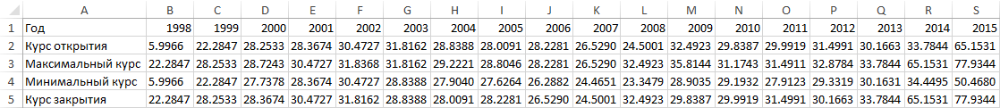 A B C D E F G H I J K L M N O P Q R S
1 Год 1998 1999 2000 2001 2002 2003 2004 2005 2006 2007 2008 2009 2010 2011 2012 2013 2014 2015
2 Курс открытия 5.9966 22.2847 28.2533 28.3674 30.4727 31.8162 28.8388 28.0091 28.2281 26.5290 24.5001 32.4923 29.8387 29.9919 31.4991 30.1663 33.7844 65.1531
3 Максимальный курс 22.2847 28.2533 28.7243 30.4727 31.8368 31.8162 29.2221 28.8046 28.2281 26.5290 32.4923 35.8144 31.1743 31.4911 32.8784 33.7844 65.1531 77.9344
4 Минимальный курс 5.9966 22.2847 27.7378 28.3674 30.4727 28.8388 27.9040 27.6264 26.2882 24.4651 23.3479 28.9035 29.1932 27.9123 29.3319 30.1631 34.4495 50.4680
5 Курс закрытия 22.2847 28.2533 28.3674 30.4727 31.8162 28.8388 28.0091 28.2281 26.5290 24.5001 32.4923 29.8387 29.9919 31.4991 30.1663 33.7844 65.1531 77.9344